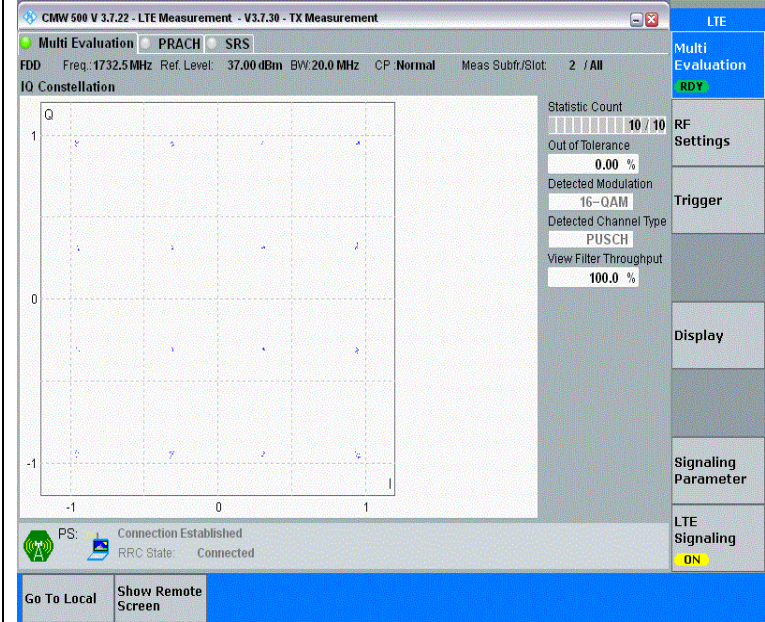 CMW 500 V 3.7.22 - LTE Measurement - V3.7.30 - TX Measurement
LTE
Multi Evaluation PRACH SRS
FDD Freq.:1732.5 MHz Ref. Level: 37.00 dBm BW:20.0 MHz CP :Normal Meas Subfr./Slot: 2 / All
IQ Constellation
Q
1
0
-1
-1 0 1
I
Statistic Count
10 / 10
Out of Tolerance
0.00 %
Detected Modulation
16-QAM
Detected Channel Type
PUSCH
View Filter Throughput
100.0 %
PS: Connection Established
RRC State: Connected
Multi
Evaluation
RDY
RF
Settings
Trigger
Display
Signaling
Parameter
LTE
Signaling
ON
Go To Local
Show Remote
Screen